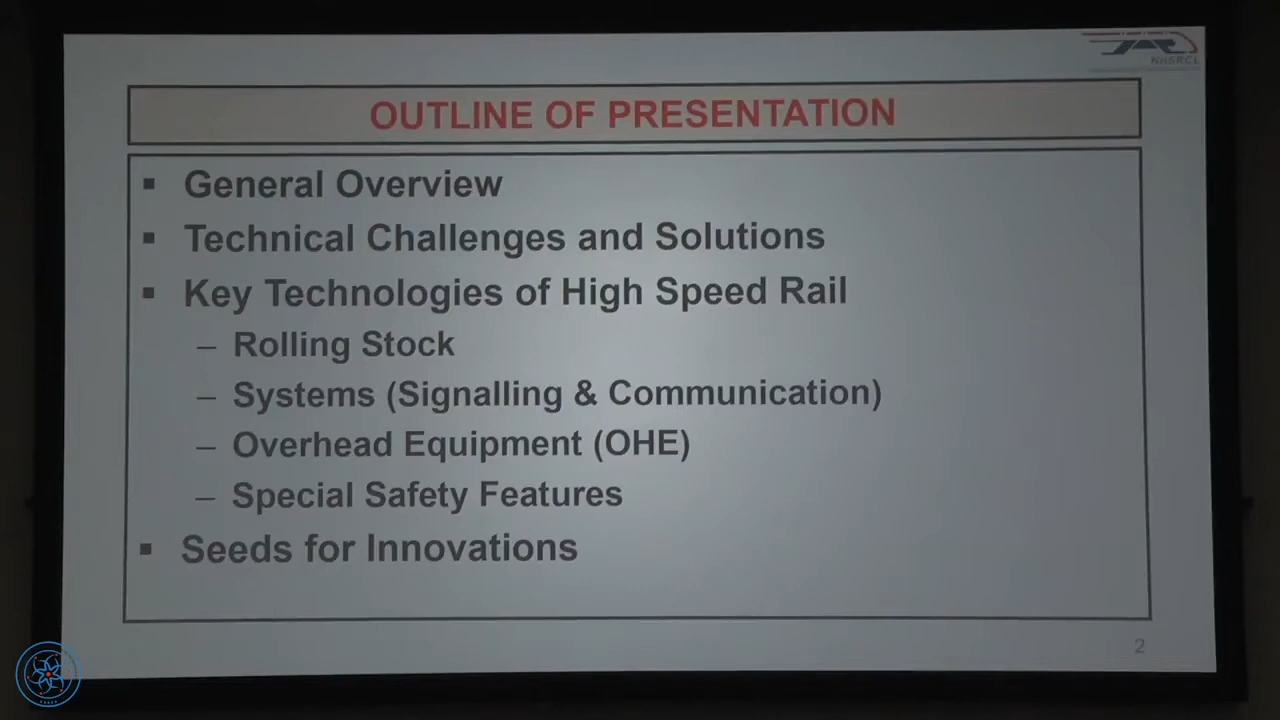 NHSRCL
OUTLINE OF PRESENTATION
▪ General Overview
▪ Technical Challenges and Solutions
▪ Key Technologies of High Speed Rail
– Rolling Stock
– Systems (Signalling & Communication)
– Overhead Equipment (OHE)
– Special Safety Features
▪ Seeds for Innovations
2